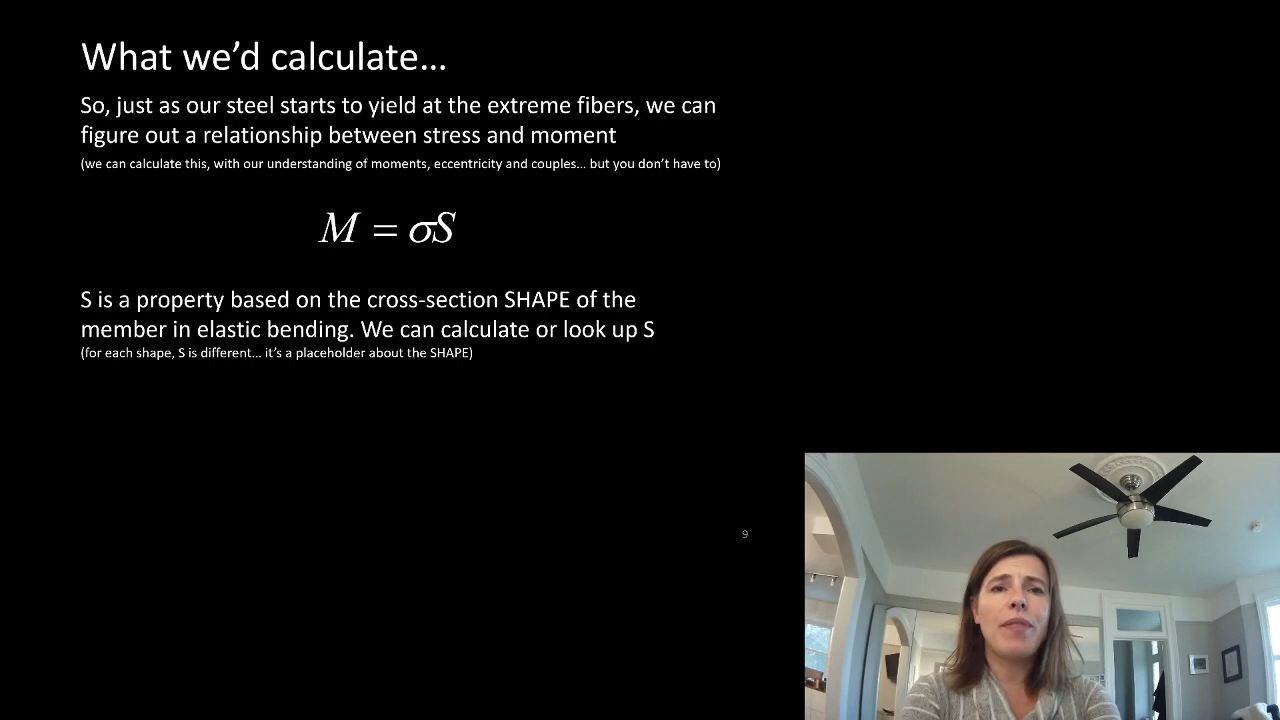 What we’d calculate…
So, just as our steel starts to yield at the extreme fibers, we can
figure out a relationship between stress and moment
(we can calculate this, with our understanding of moments, eccentricity and couples… but you don’t have to)
M = σS
S is a property based on the cross-section SHAPE of the
member in elastic bending. We can calculate or look up S
(for each shape, S is different… it’s a placeholder about the SHAPE)
9